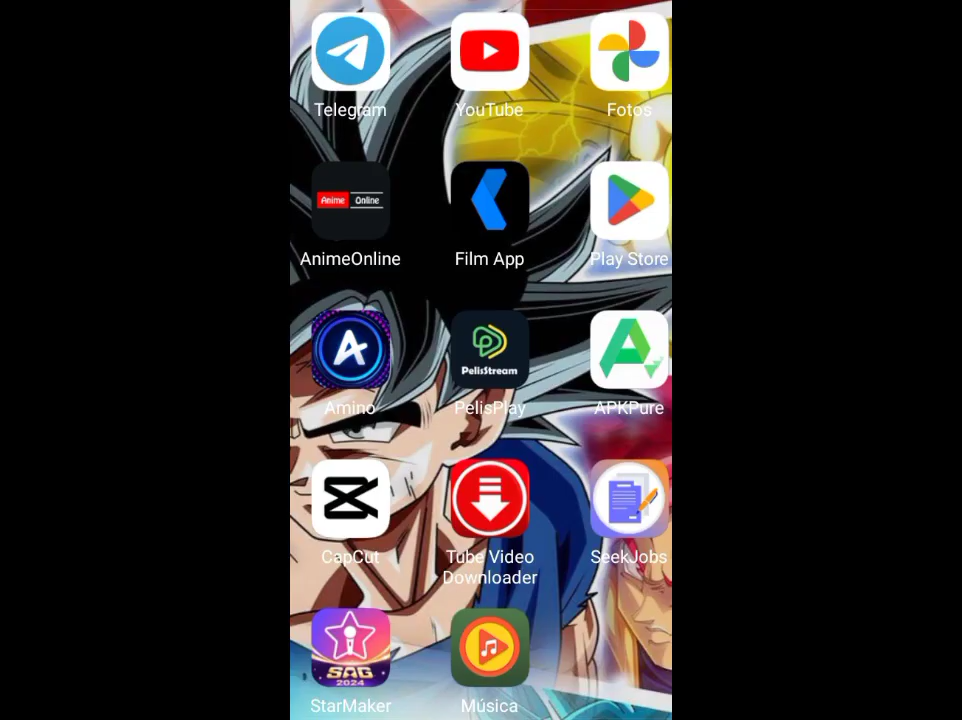 Telegram
YouTube
Fotos
Anime Online
AnimeOnline
Film App
Play Store
Amino
PelisStream
PelisPlay
APKPure
CapCut
Tube Video
Downloader
SeekJobs
SAG
2024
StarMaker
Música